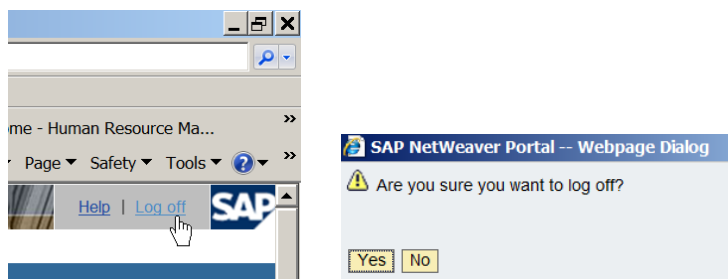 ome - Human Resource Ma... »
Page Safety Tools »
Help | Log off SAP
SAP NetWeaver Portal -- Webpage Dialog
Are you sure you want to log off?
Yes No